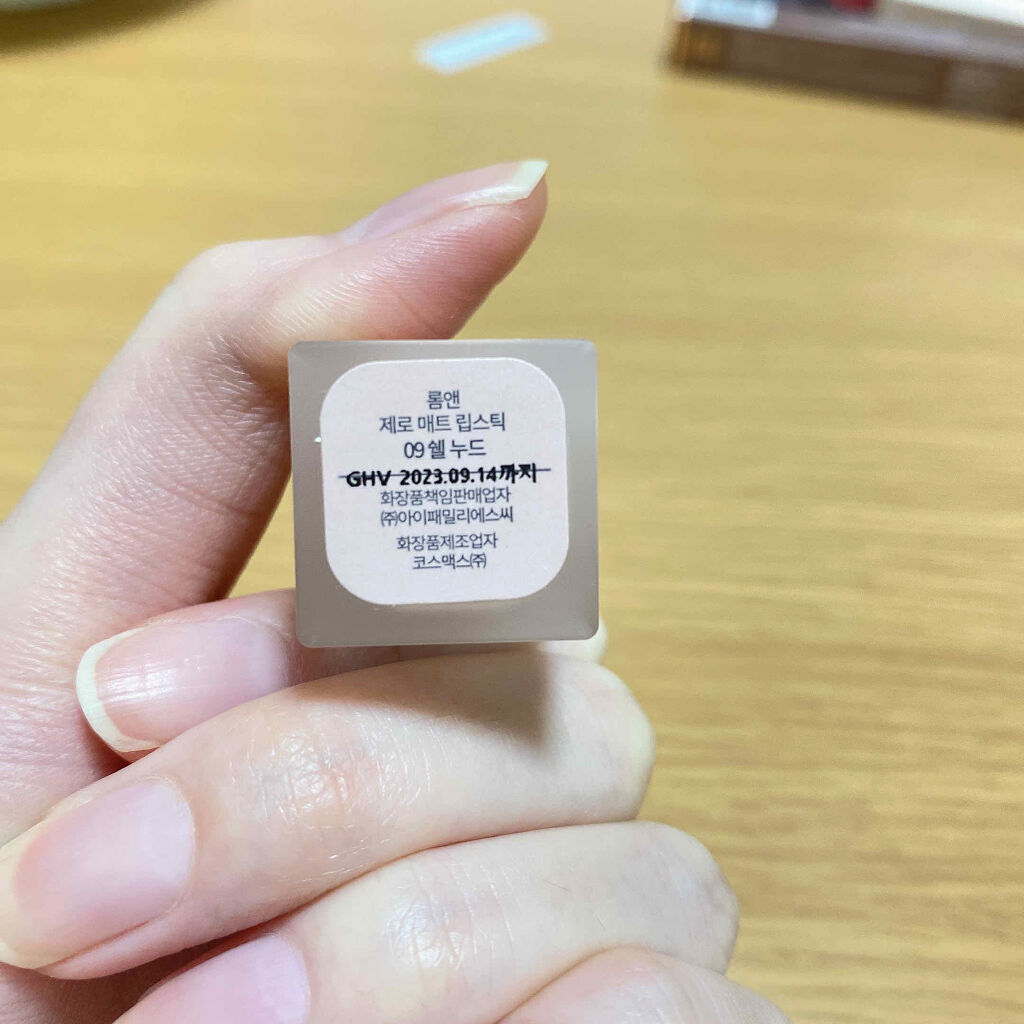 롬앤
제로 매트 립스틱
09 쉘 누드
GHV 2023.09.14까지
화장품책임판매업자
㈜아이패밀리에스씨
화장품제조업자
코스맥스㈜